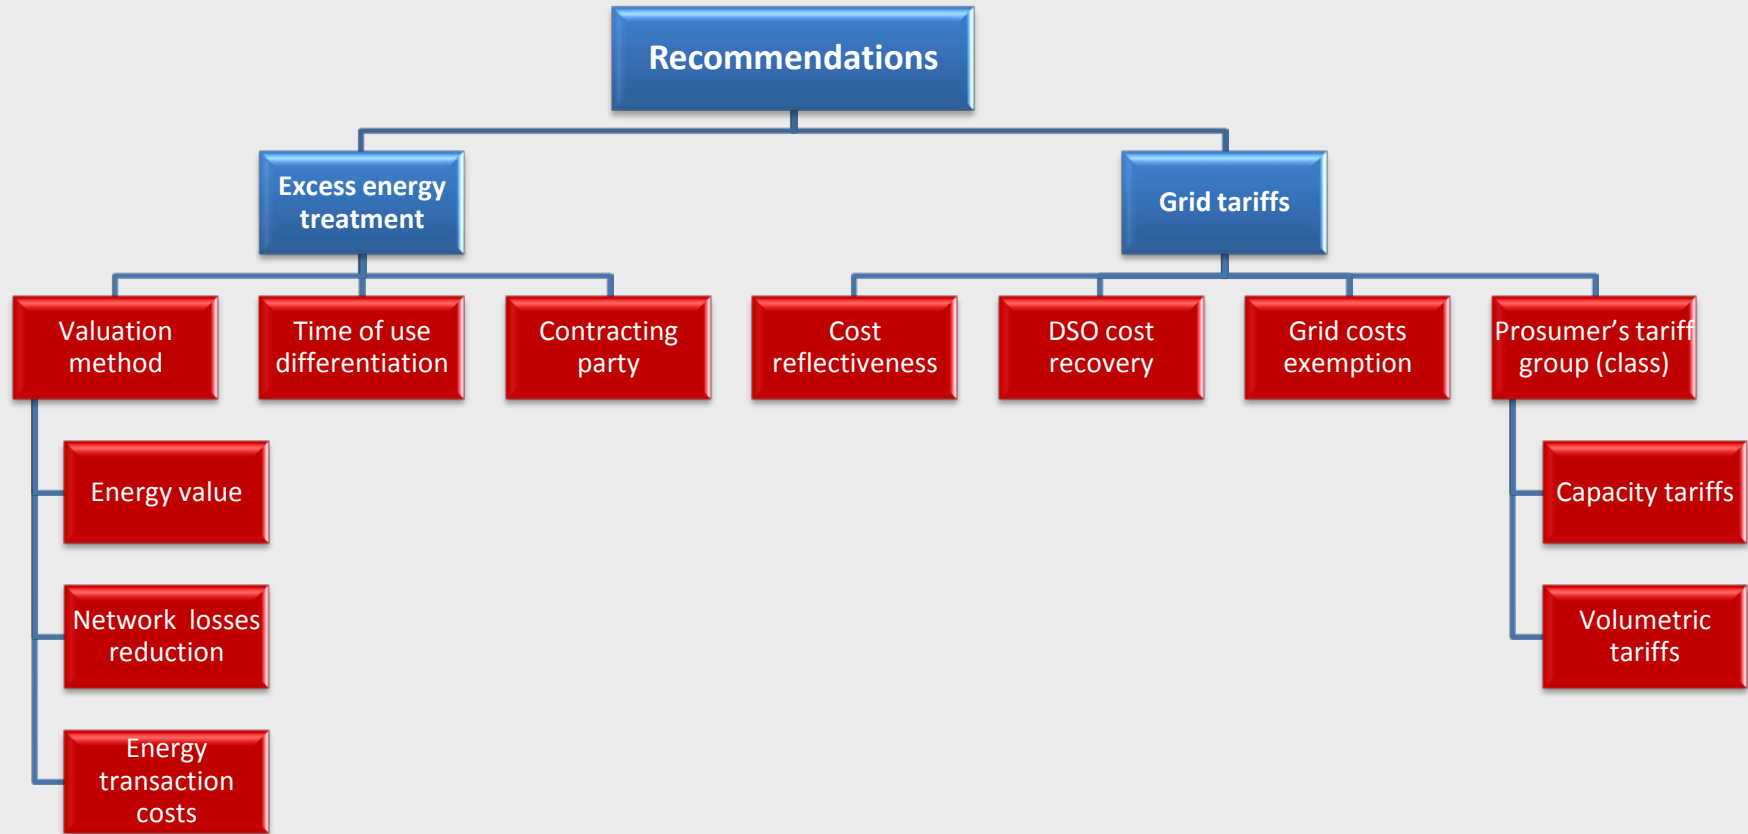 Recommendations
Excess energy
treatment
Grid tariffs
Valuation
method
Time of use
differentiation
Contracting
party
Cost
reflectiveness
DSO cost
recovery
Grid costs
exemption
Prosumer’s tariff
group (class)
Energy value
Network losses
reduction
Energy
transaction
costs
Capacity tariffs
Volumetric
tariffs